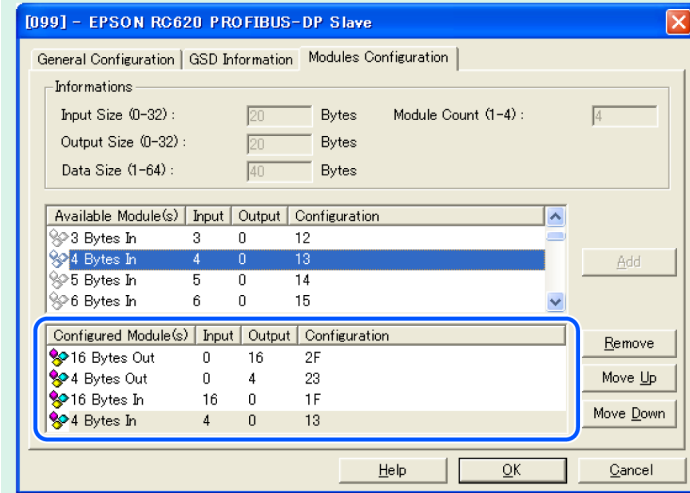 [099] - EPSON RC620 PROFIBUS-DP Slave
General Configuration GSD Information Modules Configuration
Informations
Input Size (0-32) : 20 Bytes Module Count (1-4) : 4
Output Size (0-32) : 20 Bytes
Data Size (1-64) : 40 Bytes
Available Module(s) Input Output Configuration
3 Bytes In 3 0 12
4 Bytes In 4 0 13
5 Bytes In 5 0 14
6 Bytes In 6 0 15
Add
Configured Module(s) Input Output Configuration
16 Bytes Out 0 16 2F
4 Bytes Out 0 4 23
16 Bytes In 16 0 1F
4 Bytes In 4 0 13
Remove
Move Up
Move Down
Help OK Cancel